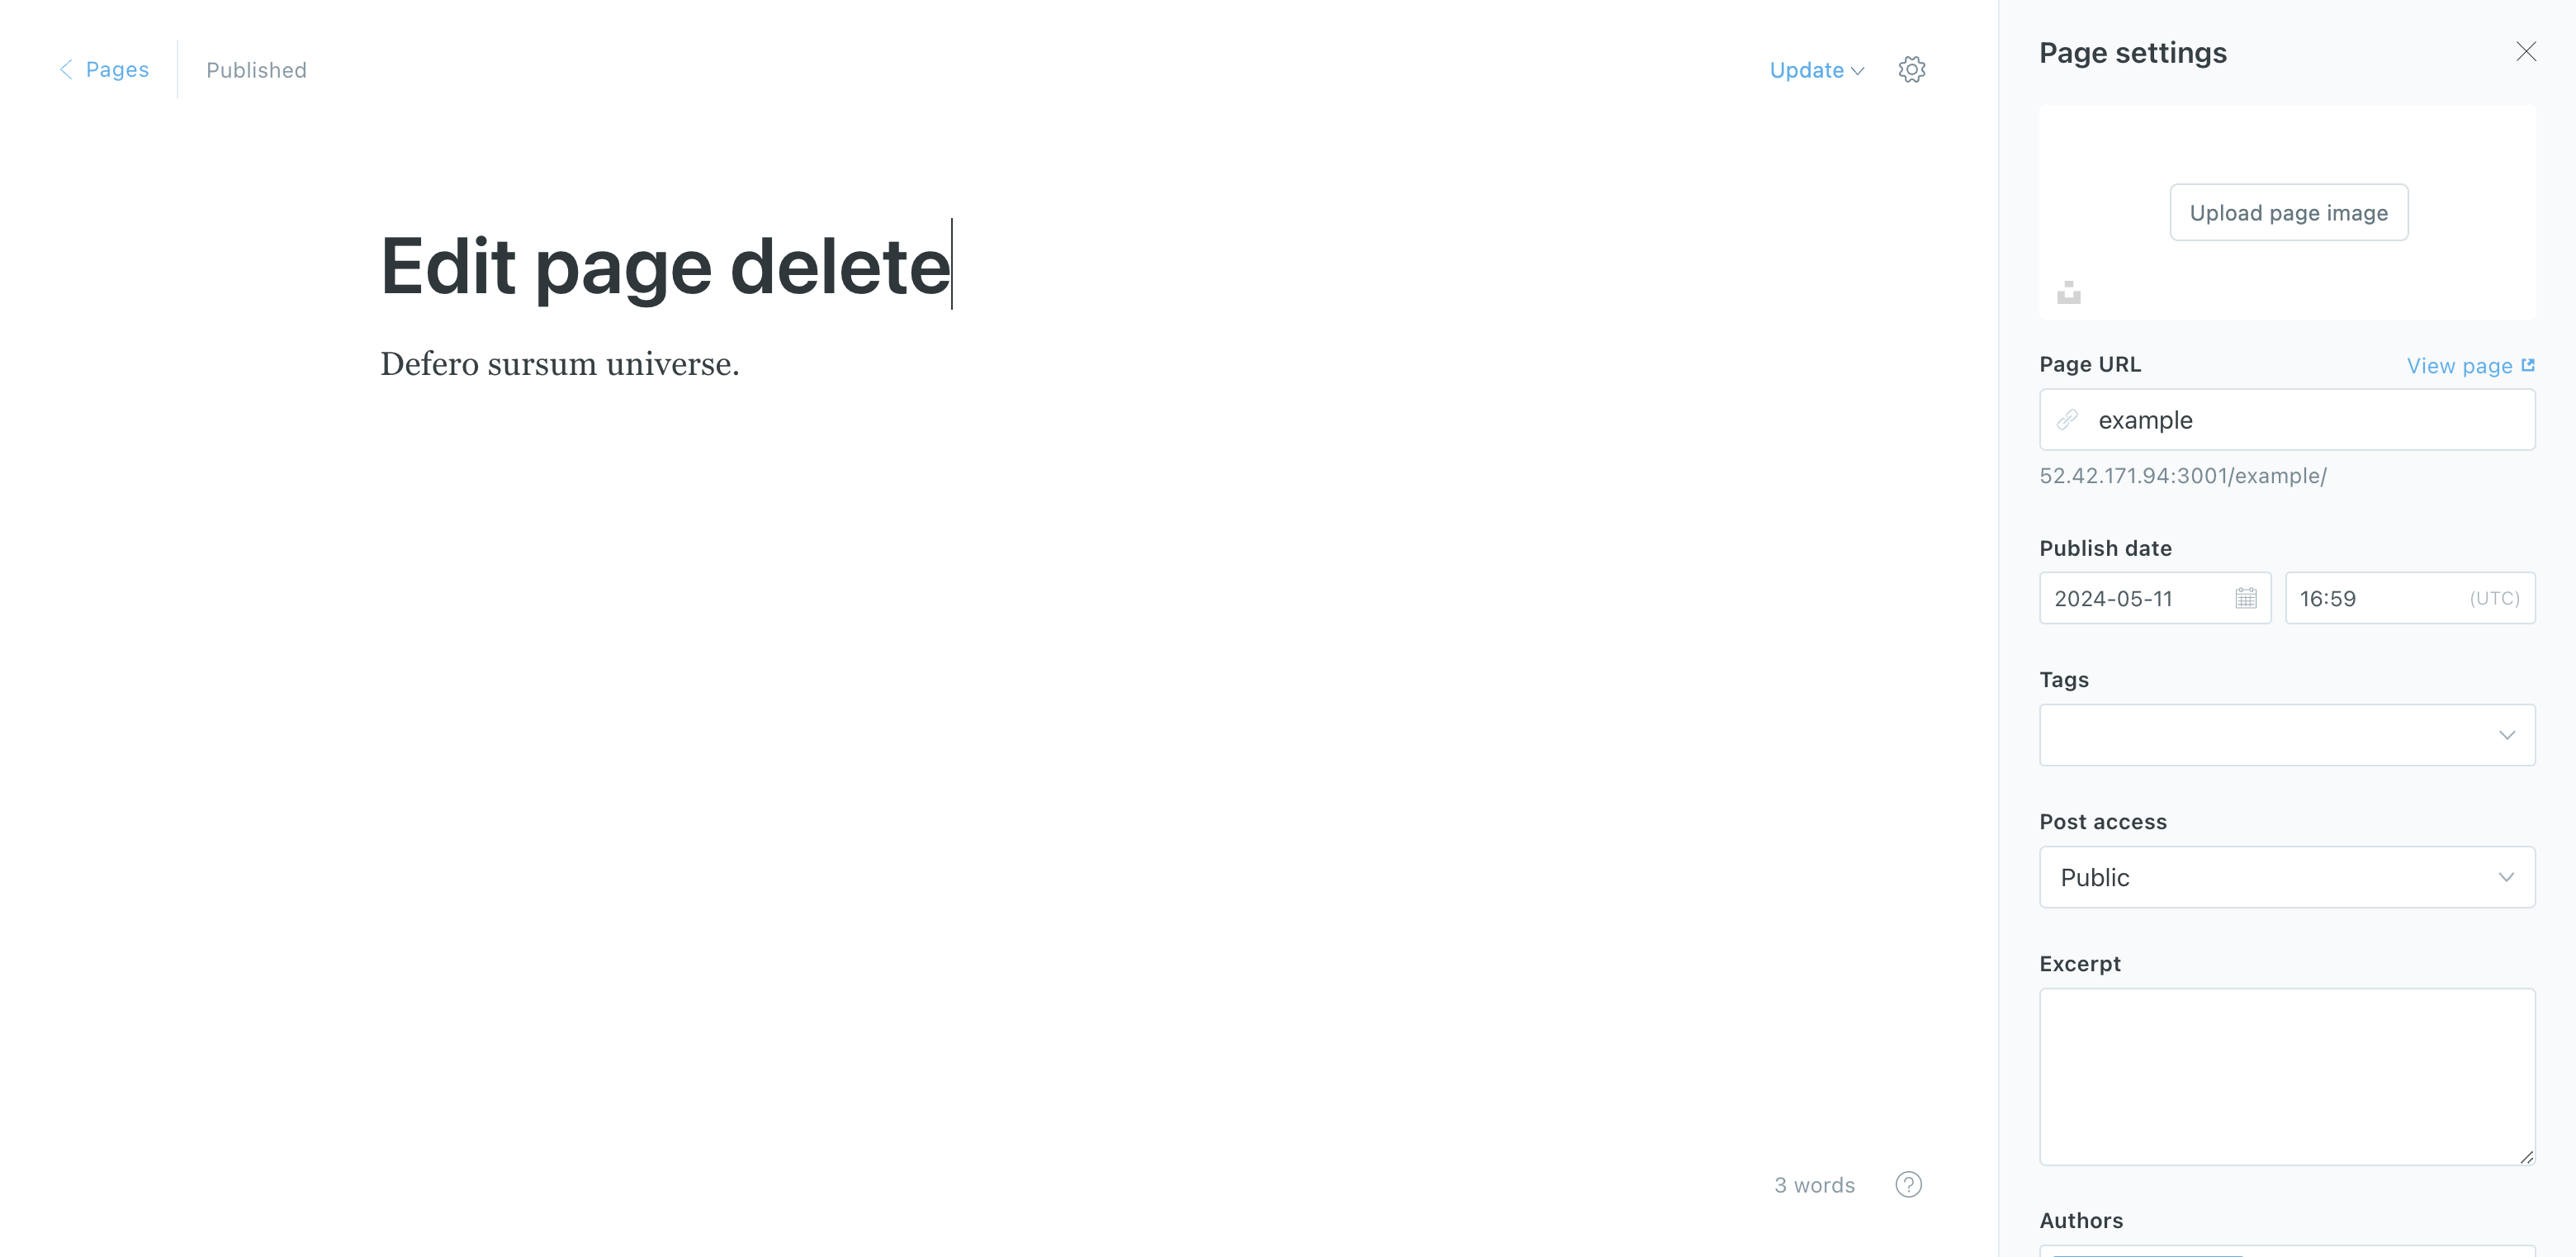 Pages
Published
Update
Edit page delete
Defero sursum universe.
3 words
?
Page settings
Upload page image
Page URL
View page
example
52.42.171.94:3001/example/
Publish date
2024-05-11
16:59
(UTC)
Tags
Post access
Public
Excerpt
Authors